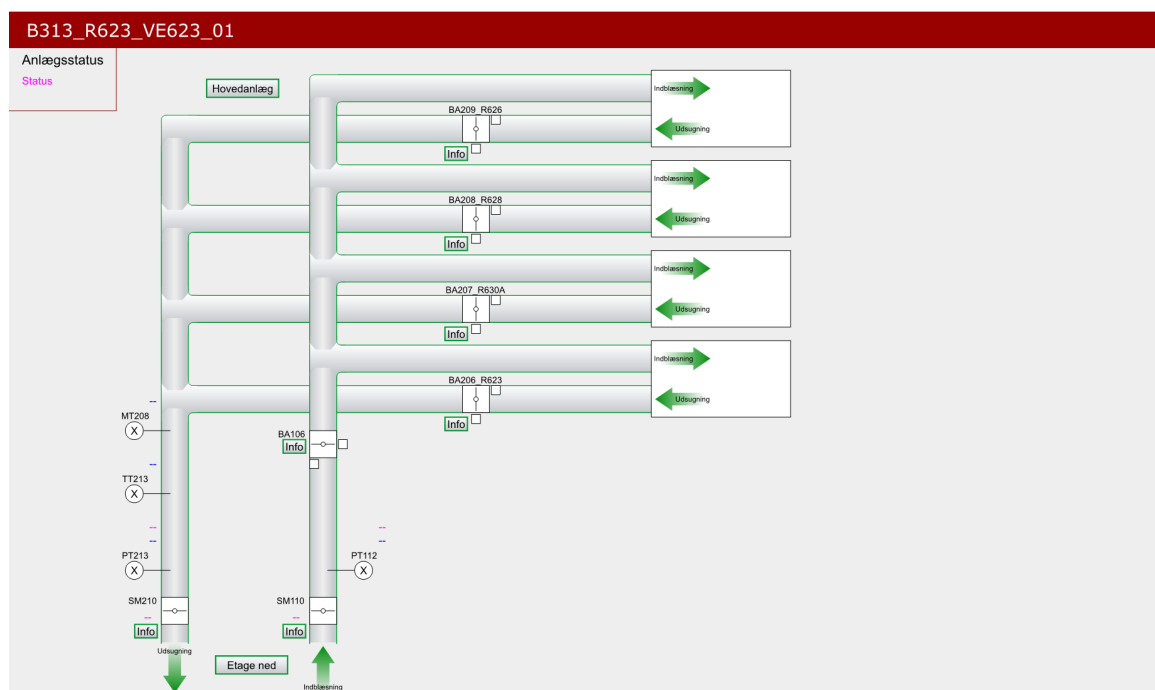 B313_R623_VE623_01
Anlægsstatus
Status
Hovedanlæg
Indblæsning
BA209_R626
Udsugning
Info
Indblæsning
BA208_R628
Udsugning
Info
Indblæsning
BA207_R630A
Udsugning
Info
Indblæsning
BA206_R623
Udsugning
--
MT208
Info
BA106
Info
--
TT213
-- --
-- --
PT213 PT112
X X X X
SM210 SM110
-- --
Info Info
Udsugning
Etage ned
Indblæsning